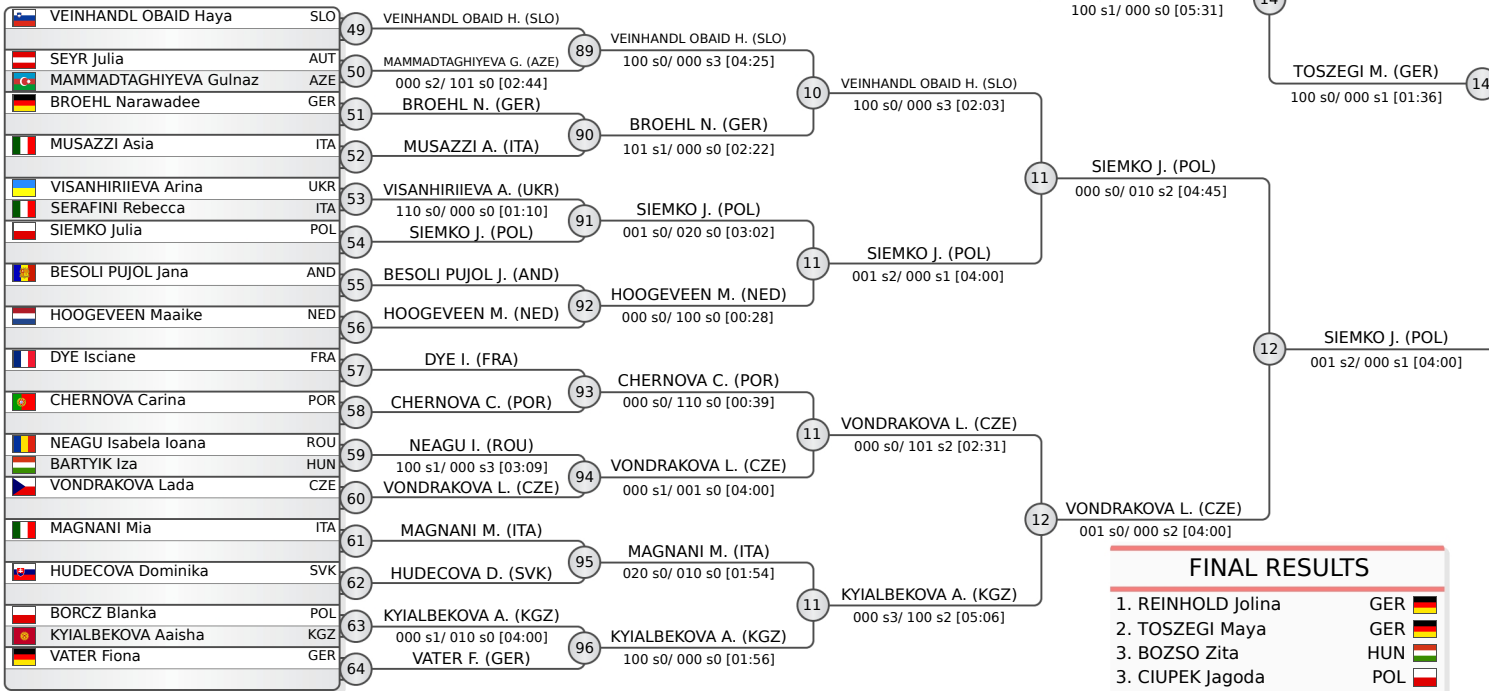 VEINHANDL OBAID Haya SLO
SEYR Julia AUT
MAMMADTAGHIYEVA Gulnaz AZE
BROEHL Narawadee GER
MUSAZZI Asia ITA
VISANHIRIIEVA Arina UKR
SERAFINI Rebecca ITA
SIEMKO Julia POL
BESOLI PUJOL Jana AND
HOOGEVEEN Maaike NED
DYE Isciane FRA
CHERNOVA Carina POR
NEAGU Isabela Ioana ROU
BARTYIK Iza HUN
VONDRAKOVA Lada CZE
MAGNANI Mia ITA
HUDECOVA Dominika SVK
BORCZ Blanka POL
KYIALBEKOVA Aaisha KGZ
VATER Fiona GER
49
50
51
52
53
54
55
56
57
58
59
60
61
62
63
64
VEINHANDL OBAID H. (SLO)
MAMMADTAGHIYEVA G. (AZE)
000 s2/ 101 s0 [02:44]
BROEHL N. (GER)
MUSAZZI A. (ITA)
VISANHIRIIEVA A. (UKR)
110 s0/ 000 s0 [01:10]
SIEMKO J. (POL)
BESOLI PUJOL J. (AND)
HOOGEVEEN M. (NED)
DYE I. (FRA)
CHERNOVA C. (POR)
NEAGU I. (ROU)
100 s1/ 000 s3 [03:09]
VONDRAKOVA L. (CZE)
MAGNANI M. (ITA)
HUDECOVA D. (SVK)
KYIALBEKOVA A. (KGZ)
000 s1/ 010 s0 [04:00]
VATER F. (GER)
89
90
91
92
93
94
95
96
VEINHANDL OBAID H. (SLO)
100 s0/ 000 s3 [04:25]
BROEHL N. (GER)
101 s1/ 000 s0 [02:22]
SIEMKO J. (POL)
001 s0/ 020 s0 [03:02]
HOOGEVEEN M. (NED)
000 s0/ 100 s0 [00:28]
CHERNOVA C. (POR)
000 s0/ 110 s0 [00:39]
VONDRAKOVA L. (CZE)
000 s1/ 001 s0 [04:00]
MAGNANI M. (ITA)
020 s0/ 010 s0 [01:54]
KYIALBEKOVA A. (KGZ)
100 s0/ 000 s0 [01:56]
10
11
11
11
VEINHANDL OBAID H. (SLO)
100 s0/ 000 s3 [02:03]
SIEMKO J. (POL)
001 s2/ 000 s1 [04:00]
VONDRAKOVA L. (CZE)
000 s0/ 101 s2 [02:31]
KYIALBEKOVA A. (KGZ)
000 s3/ 100 s2 [05:06]
11
12
100 s1/ 000 s0 [05:31]
SIEMKO J. (POL)
000 s0/ 010 s2 [04:45]
VONDRAKOVA L. (CZE)
001 s0/ 000 s2 [04:00]
14
12
TOSZEGI M. (GER)
100 s0/ 000 s1 [01:36]
14
SIEMKO J. (POL)
001 s2/ 000 s1 [04:00]
FINAL RESULTS
1. REINHOLD Jolina GER
2. TOSZEGI Maya GER
3. BOZSO Zita HUN
3. CIUPEK Jagoda POL